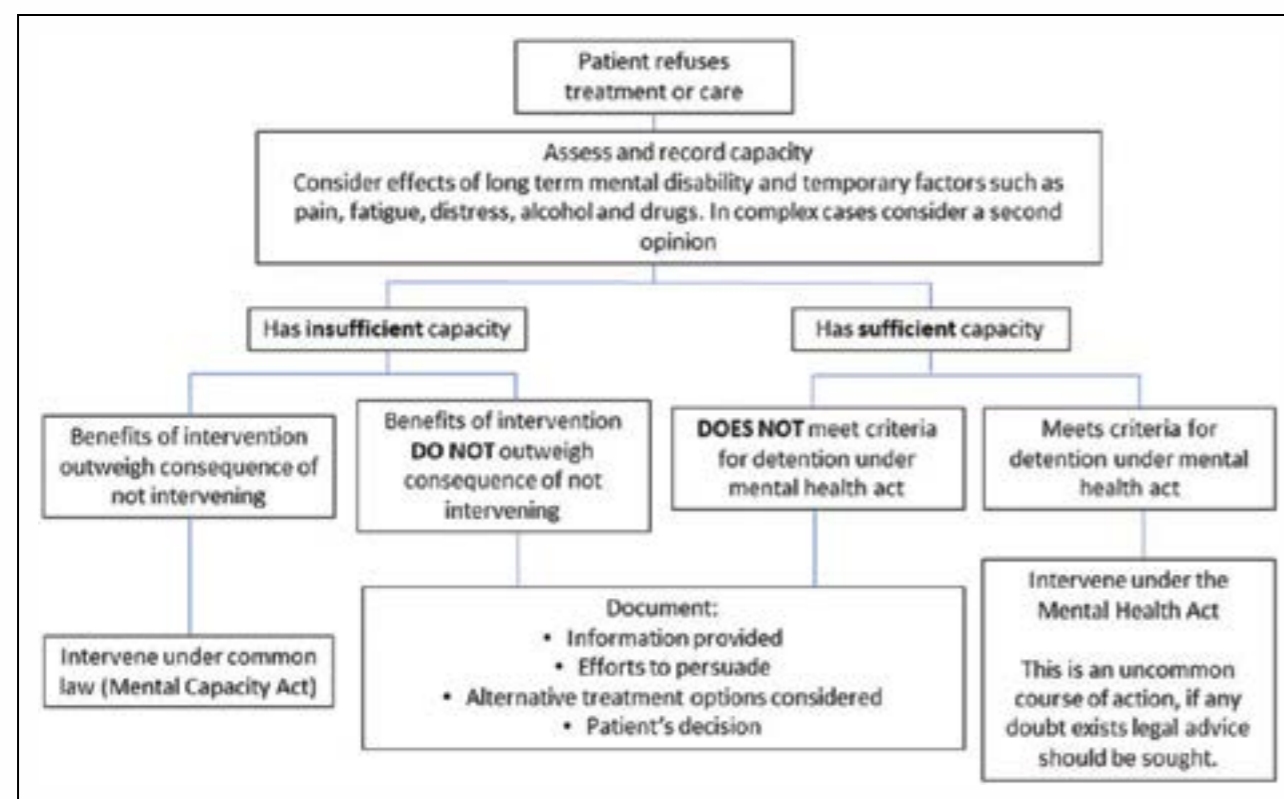 Patient refuses
treatment or care
Assess and record capacity
Consider effects of long term mental disability and temporary factors such as
pain, fatigue, distress, alcohol and drugs. In complex cases consider a second
opinion
Has insufficient capacity
Has sufficient capacity
Benefits of intervention
outweigh consequence of
not intervening
Benefits of intervention
DO NOT outweigh
consequence of not
intervening
DOES NOT meet criteria
for detention under
mental health act
Meets criteria for
detention under mental
health act
Intervene under common
law (Mental Capacity Act)
Document:
• Information provided
• Efforts to persuade
• Alternative treatment options considered
• Patient's decision
Intervene under the
Mental Health Act
This is an uncommon
course of action, if any
doubt exists legal advice
should be sought.